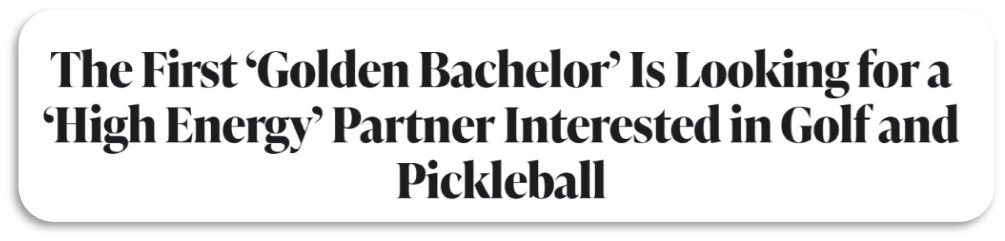 The First ‘Golden Bachelor’ Is Looking for a
‘High Energy’ Partner Interested in Golf and
Pickleball